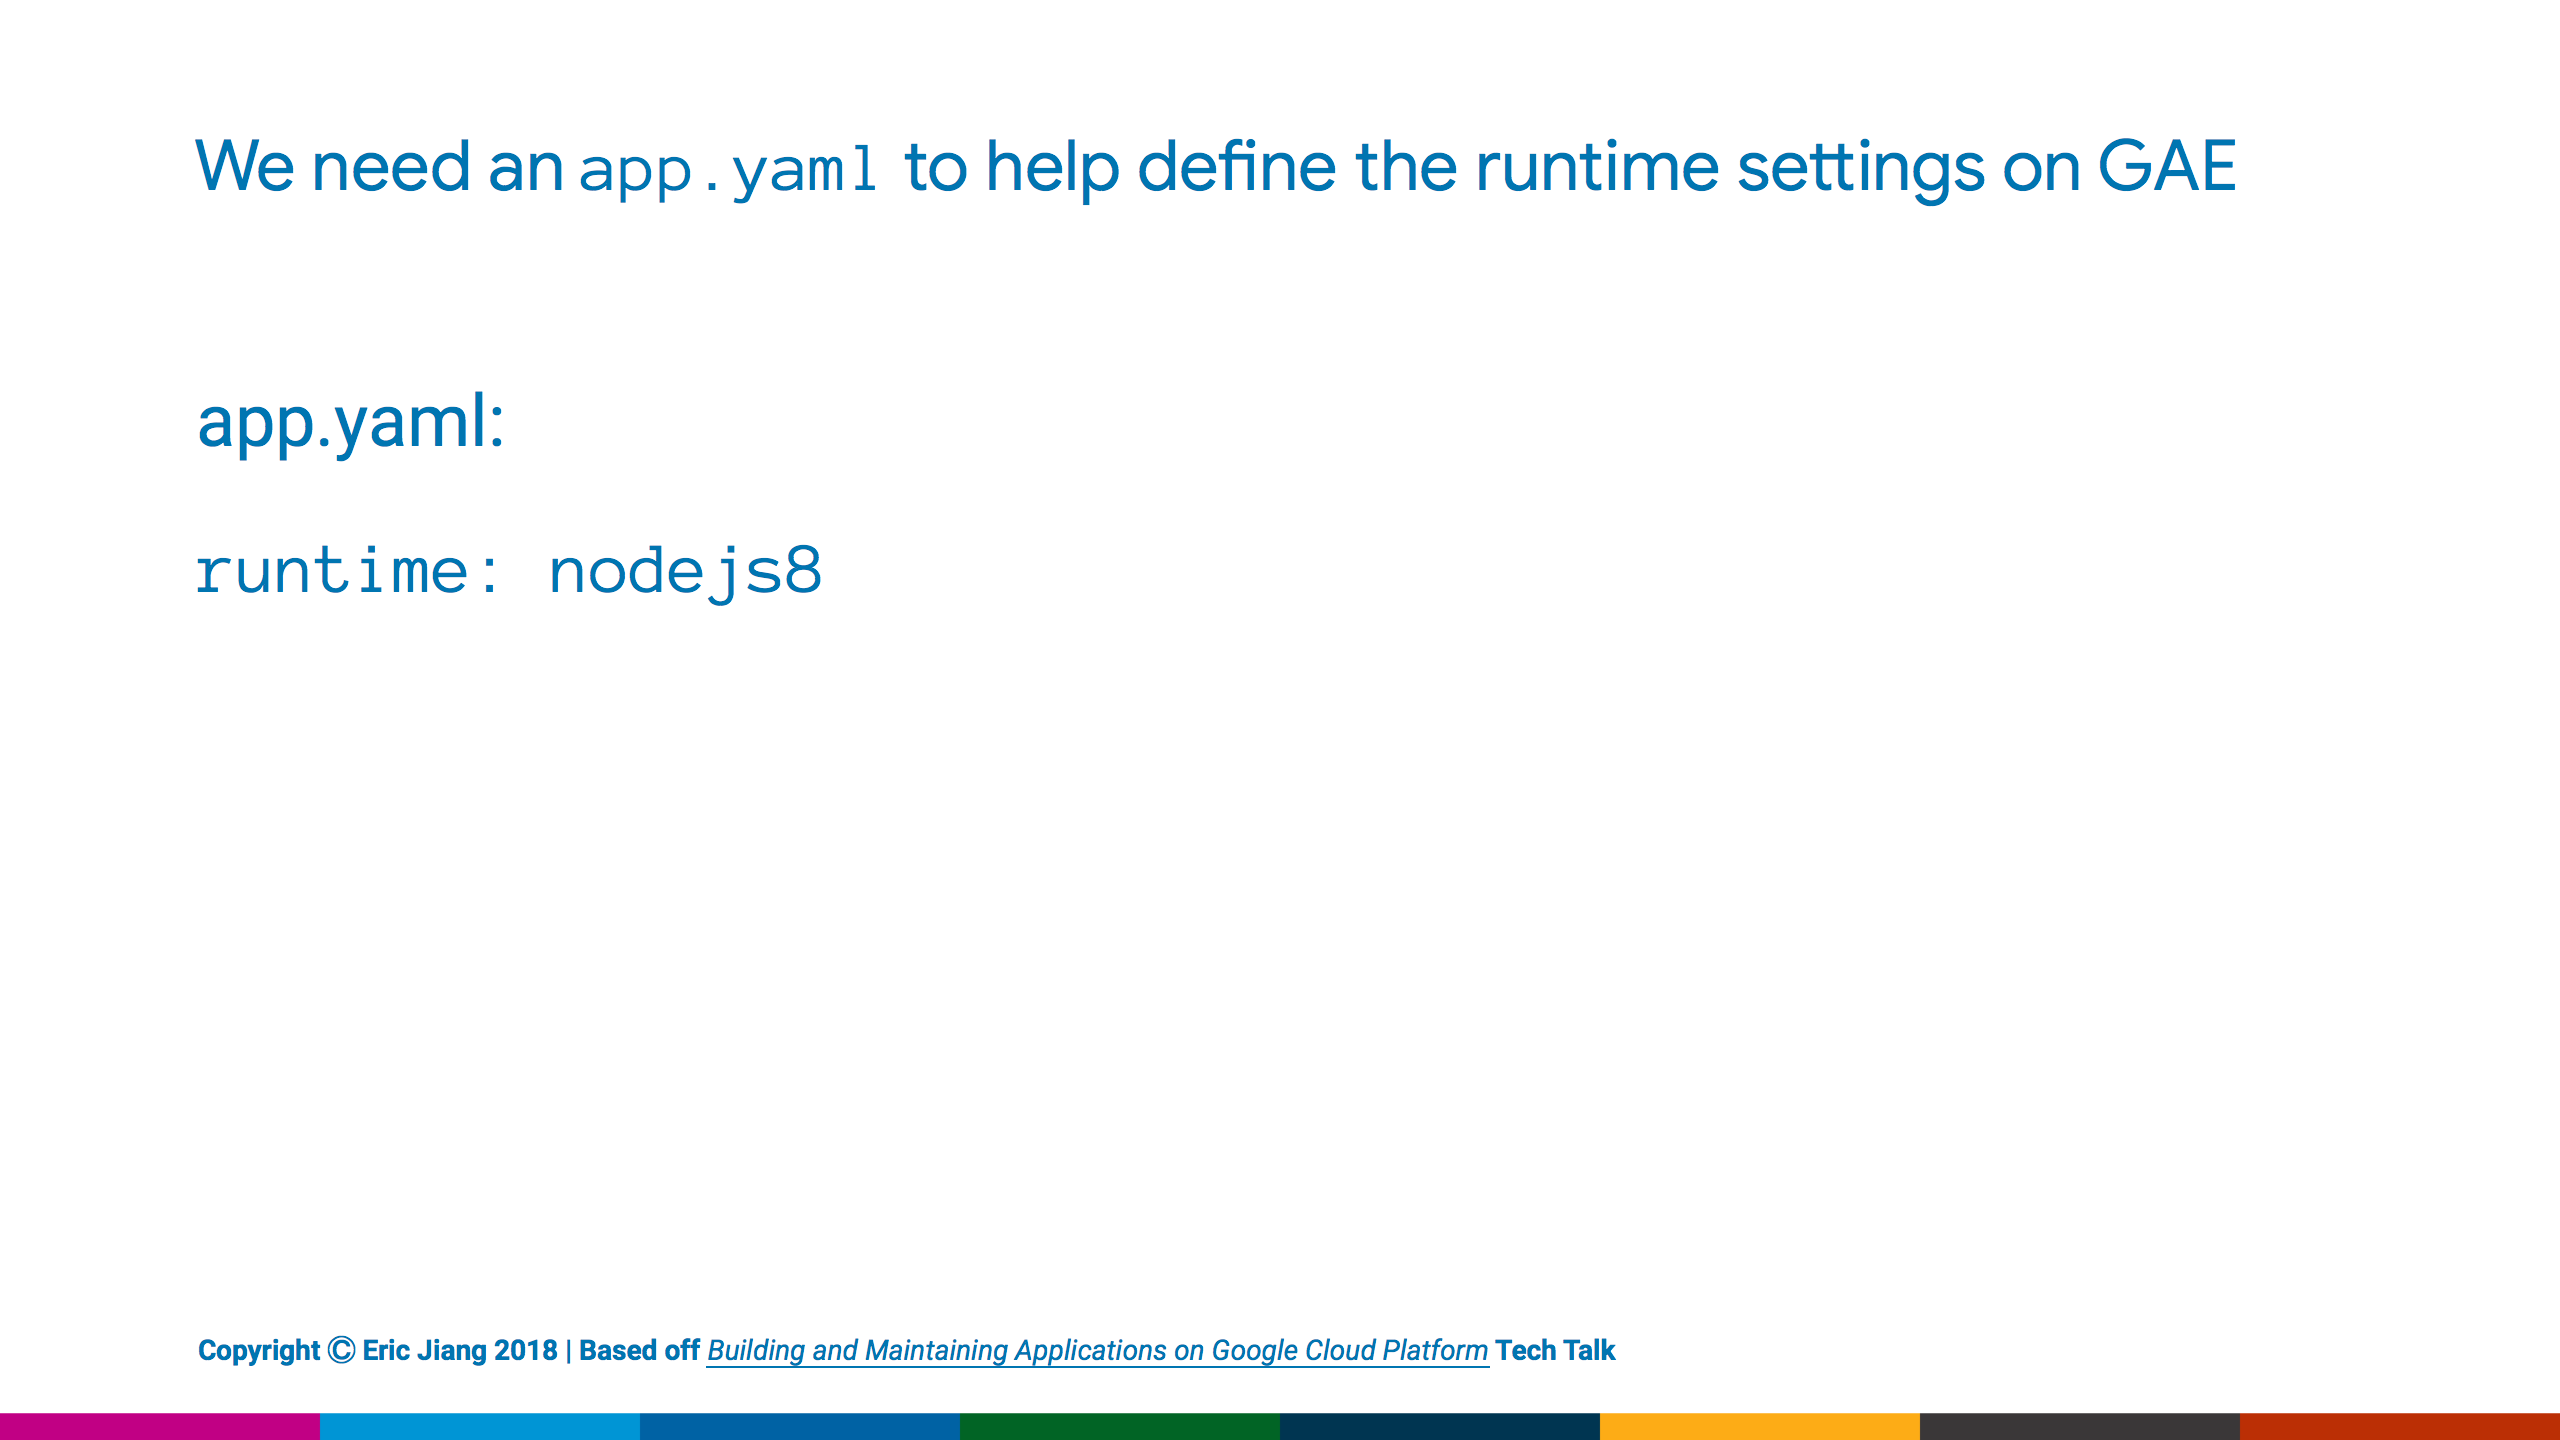 We need an app.yaml to help define the runtime settings on GAE
app.yaml:
runtime: nodejs8
Copyright © Eric Jiang 2018 | Based off Building and Maintaining Applications on Google Cloud Platform Tech Talk